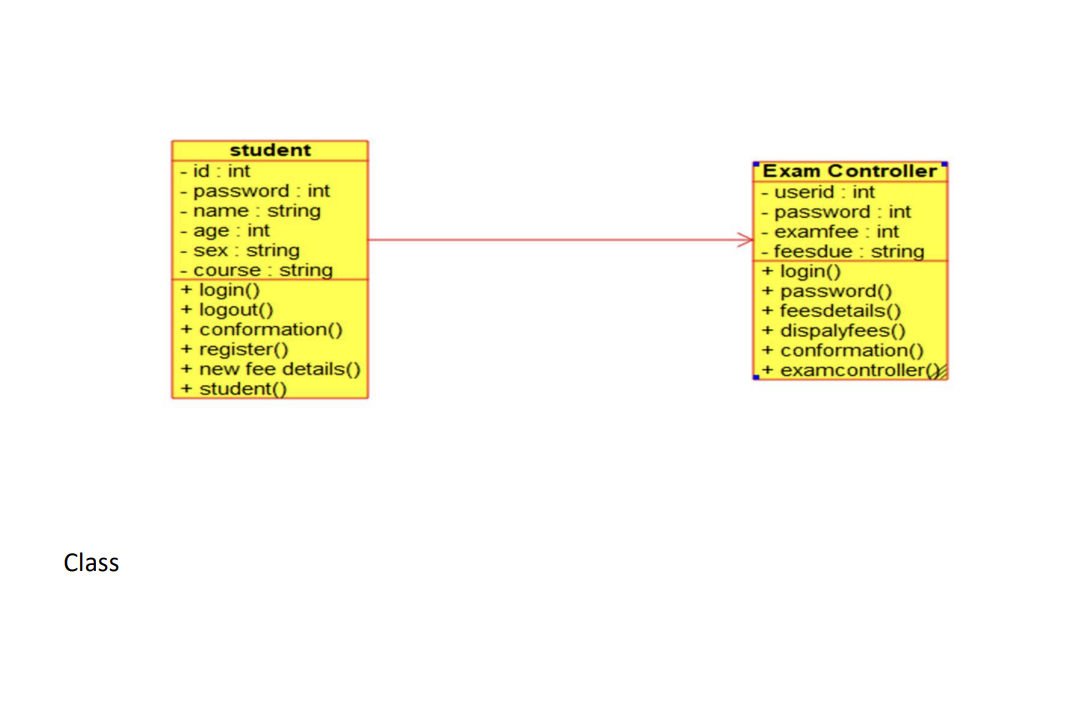 student
- id : int
- password : int
- name : string
- age : int
- sex : string
- course : string
+ login()
+ logout()
+ conformation()
+ register()
+ new fee details()
+ student()
Exam Controller
- userid : int
- password : int
- examfee : int
- feesdue : string
+ login()
+ password()
+ feesdetails()
+ dispalyfees()
+ conformation()
+ examcontroller()
Class